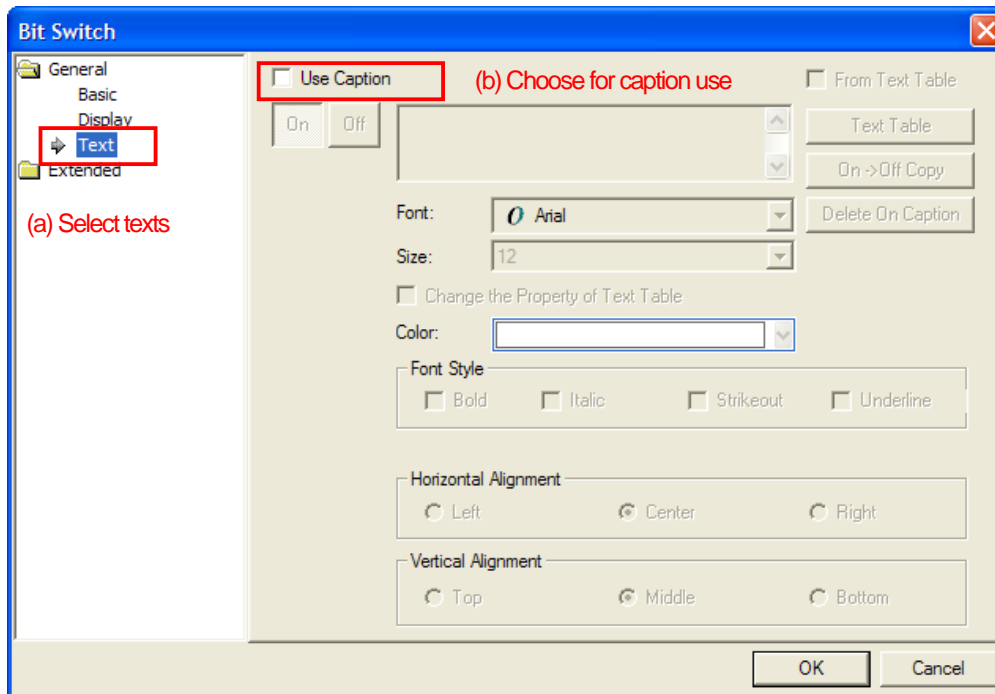 Bit Switch
General
Basic
Display
Text
Extended
(a) Select texts
Use Caption
(b) Choose for caption use
From Text Table
On
Off
Text Table
On ->Off Copy
Delete On Caption
Font:
O Arial
Size:
12
Change the Property of Text Table
Color:
Font Style
Bold
Italic
Strikeout
Underline
Horizontal Alignment
Left
Center
Right
Vertical Alignment
Top
Middle
Bottom
OK
Cancel